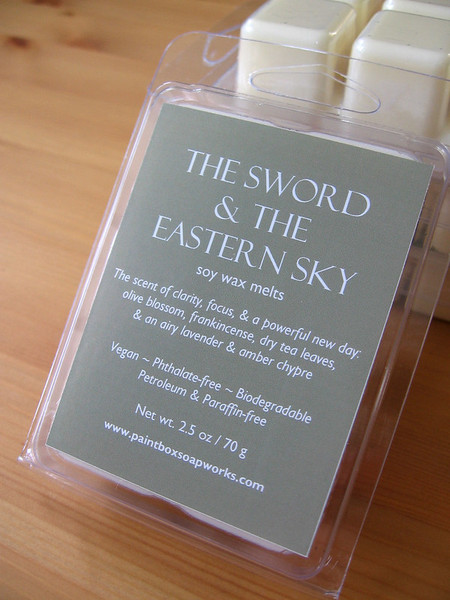 THE SWORD
& THE
EASTERN SKY
soy wax melts
The scent of clarity, focus, & a powerful new day:
olive blossom, frankincense, dry tea leaves,
& an airy lavender & amber chypre
Vegan ~ Phthalate-free ~ Biodegradable
Petroleum & Paraffin-free
Net wt. 2.5 oz / 70 g
www.paintboxsoapworks.com